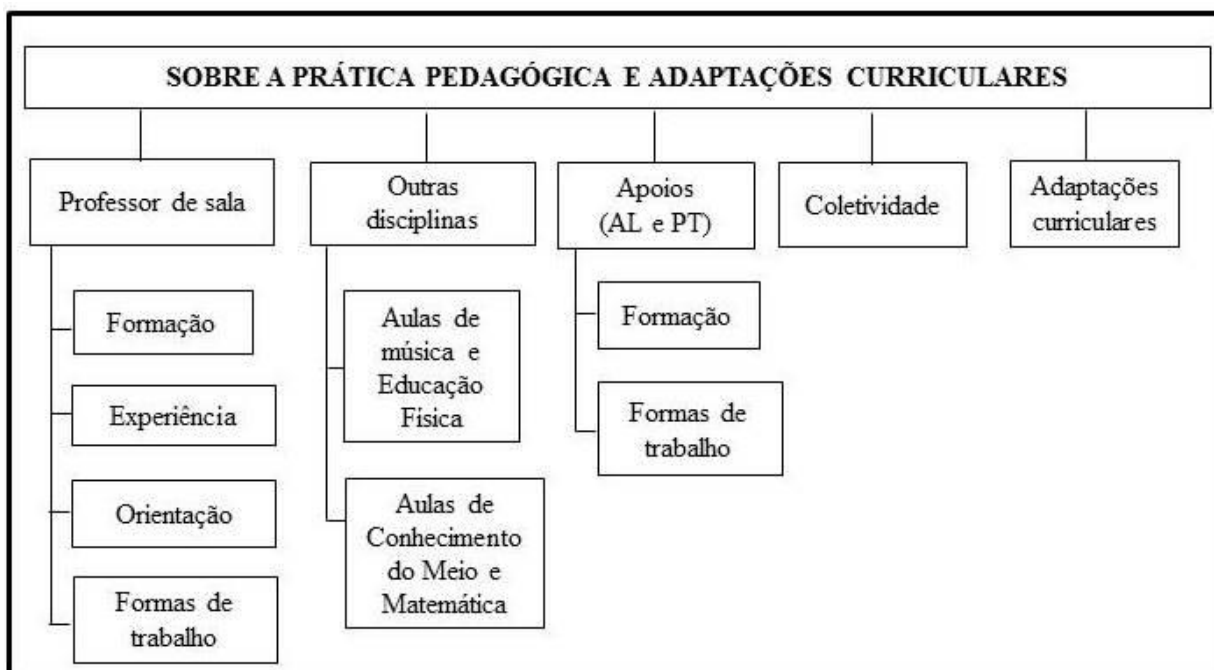 SOBRE A PRÁTICA PEDAGÓGICA E ADAPTAÇÕES CURRICULARES
Professor de sala
Formação
Experiência
Orientação
Formas de
trabalho
Outras
disciplinas
Aulas de
música e
Educação
Física
Aulas de
Conhecimento
do Meio e
Matemática
Apoios
(AL e PT)
Formação
Formas de
trabalho
Coletividade
Adaptações
curriculares